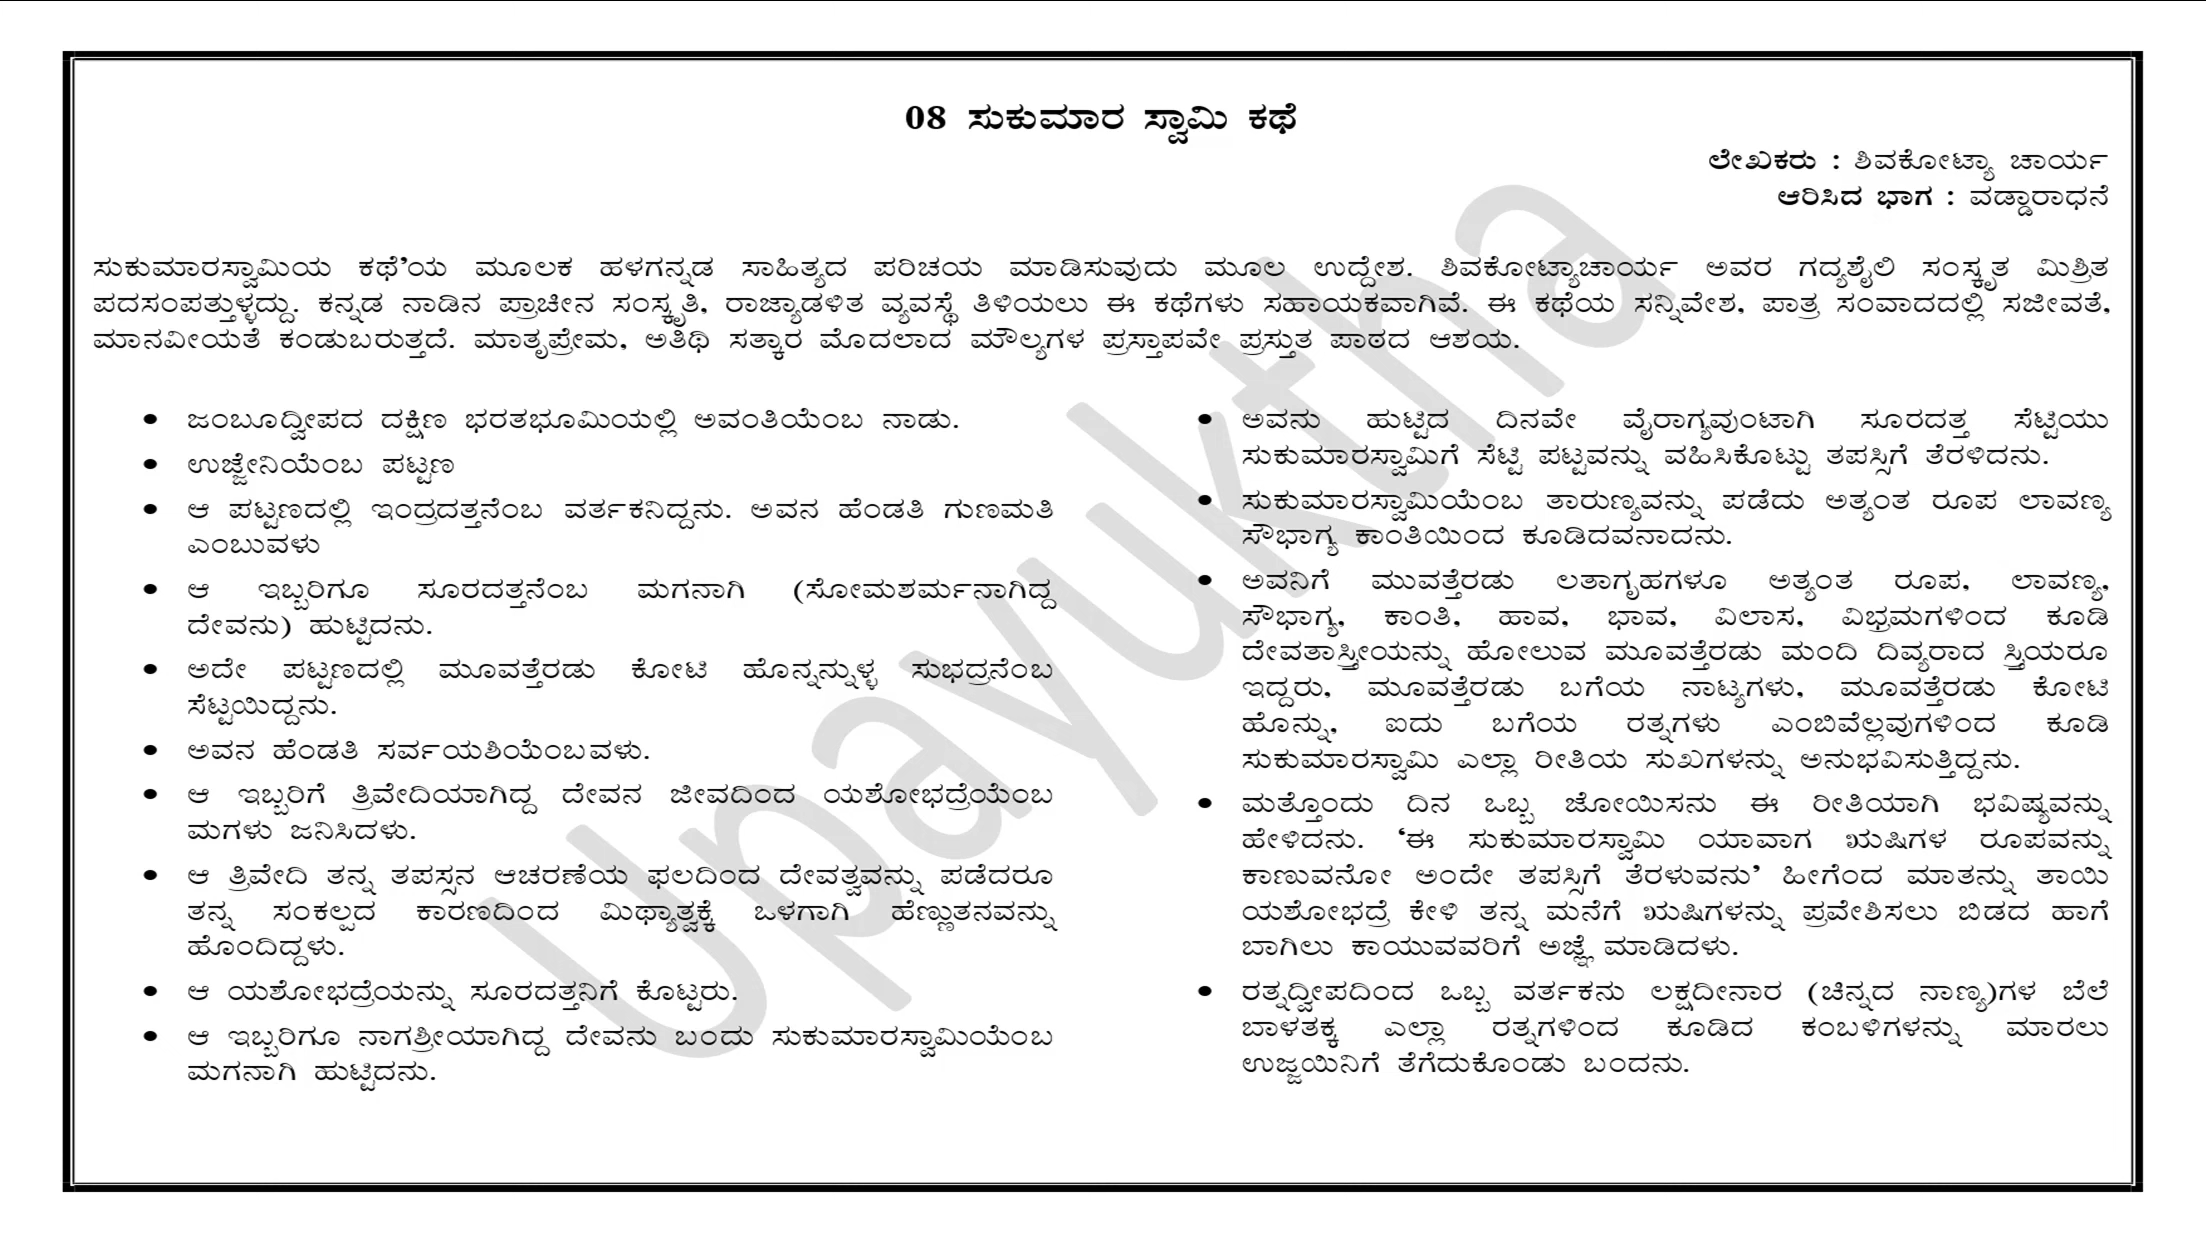 08 ಸುಕುಮಾರ ಸ್ವಾಮಿ ಕಥೆ
ಲೇಖಕರು : ಶಿವಕೋಟ್ಯಾ ಚಾರ್ಯ
ಆರಿಸಿದ ಭಾಗ : ವಡ್ಡಾರಾಧನೆ
ಸುಕುಮಾರಸ್ವಾಮಿಯ ಕಥೆ'ಯ ಮೂಲಕ ಹಳಗನ್ನಡ ಸಾಹಿತ್ಯದ ಪರಿಚಯ ಮಾಡಿಸುವುದು ಮೂಲ ಉದ್ದೇಶ. ಶಿವಕೋಟ್ಯಾಚಾರ್ಯ ಅವರ ಗದ್ಯಶೈಲಿ ಸಂಸ್ಕೃತ ಮಿಶ್ರಿತ
ಪದಸಂಪತ್ತುಳ್ಳದ್ದು. ಕನ್ನಡ ನಾಡಿನ ಪ್ರಾಚೀನ ಸಂಸ್ಕೃತಿ, ರಾಜ್ಯಾಡಳಿತ ವ್ಯವಸ್ಥೆ ತಿಳಿಯಲು ಈ ಕಥೆಗಳು ಸಹಾಯಕವಾಗಿವೆ. ಈ ಕಥೆಯ ಸನ್ನಿವೇಶ, ಪಾತ್ರ ಸಂವಾದದಲ್ಲಿ ಸಜೀವತೆ,
ಮಾನವೀಯತೆ ಕಂಡುಬರುತ್ತದೆ. ಮಾತೃಪ್ರೇಮ, ಅತಿಥಿ ಸತ್ಕಾರ ಮೊದಲಾದ ಮೌಲ್ಯಗಳ ಪ್ರಸ್ತಾಪವೇ ಪ್ರಸ್ತುತ ಪಾಠದ ಆಶಯ.
• ಜಂಬೂದ್ವೀಪದ ದಕ್ಷಿಣ ಭರತಭೂಮಿಯಲ್ಲಿ ಅವಂತಿಯೆಂಬ ನಾಡು.
• ಉಜ್ಜೇನಿಯೆಂಬ ಪಟ್ಟಣ
• ಆ ಪಟ್ಟಣದಲ್ಲಿ ಇಂದ್ರದತ್ತನೆಂಬ ವರ್ತಕನಿದ್ದನು. ಅವನ ಹೆಂಡತಿ ಗುಣಮತಿ
ಎಂಬುವಳು
• ಆ ಇಬ್ಬರಿಗೂ ಸೂರದತ್ತನೆಂಬ ಮಗನಾಗಿ (ಸೋಮಶರ್ಮನಾಗಿದ್ದ
ದೇವನು) ಹುಟ್ಟಿದನು.
• ಅದೇ ಪಟ್ಟಣದಲ್ಲಿ ಮೂವತ್ತೆರಡು ಕೋಟಿ ಹೊನ್ನನ್ನುಳ್ಳ ಸುಭದ್ರನೆಂಬ
ಸೆಟ್ಟಯಿದ್ದನು.
• ಅವನ ಹೆಂಡತಿ ಸರ್ವಯಶಿಯೆಂಬವಳು.
• ಆ ಇಬ್ಬರಿಗೆ ತ್ರಿವೇದಿಯಾಗಿದ್ದ ದೇವನ ಜೀವದಿಂದ ಯಶೋಭದ್ರೆಯೆಂಬ
ಮಗಳು ಜನಿಸಿದಳು.
• ಆ ತ್ರಿವೇದಿ ತನ್ನ ತಪಸ್ಸನ ಆಚರಣೆಯ ಫಲದಿಂದ ದೇವತ್ವವನ್ನು ಪಡೆದರೂ
ತನ್ನ ಸಂಕಲ್ಪದ ಕಾರಣದಿಂದ ಮಿಥ್ಯಾತ್ವಕ್ಕೆ ಒಳಗಾಗಿ ಹೆಣ್ಣುತನವನ್ನು
ಹೊಂದಿದ್ದಳು.
• ಆ ಯಶೋಭದ್ರೆಯನ್ನು ಸೂರದತ್ತನಿಗೆ ಕೊಟ್ಟರು.
• ಆ ಇಬ್ಬರಿಗೂ ನಾಗಶ್ರೀಯಾಗಿದ್ದ ದೇವನು ಬಂದು ಸುಕುಮಾರಸ್ವಾಮಿಯೆಂಬ
ಮಗನಾಗಿ ಹುಟ್ಟಿದನು.
• ಅವನು ಹುಟ್ಟಿದ ದಿನವೇ ವೈರಾಗ್ಯವುಂಟಾಗಿ ಸೂರದತ್ತ ಸೆಟ್ಟಿಯು
ಸುಕುಮಾರಸ್ವಾಮಿಗೆ ಸೆಟ್ಟಿ ಪಟ್ಟವನ್ನು ವಹಿಸಿಕೊಟ್ಟು ತಪಸ್ಸಿಗೆ ತೆರಳಿದನು.
• ಸುಕುಮಾರಸ್ವಾಮಿಯೆಂಬ ತಾರುಣ್ಯವನ್ನು ಪಡೆದು ಅತ್ಯಂತ ರೂಪ ಲಾವಣ್ಯ
ಸೌಭಾಗ್ಯ ಕಾಂತಿಯಿಂದ ಕೂಡಿದವನಾದನು.
• ಅವನಿಗೆ ಮುವತ್ತೆರಡು ಲತಾಗೃಹಗಳೂ ಅತ್ಯಂತ ರೂಪ, ಲಾವಣ್ಯ,
ಸೌಭಾಗ್ಯ, ಕಾಂತಿ, ಹಾವ, ಭಾವ, ವಿಲಾಸ, ವಿಭ್ರಮಗಳಿಂದ ಕೂಡಿ
ದೇವತಾಸ್ತ್ರೀಯನ್ನು ಹೋಲುವ ಮೂವತ್ತೆರಡು ಮಂದಿ ದಿವ್ಯರಾದ ಸ್ತ್ರಿಯರೂ
ಇದ್ದರು, ಮೂವತ್ತೆರಡು ಬಗೆಯ ನಾಟ್ಯಗಳು, ಮೂವತ್ತೆರಡು ಕೋಟಿ
ಹೊನ್ನು, ಐದು ಬಗೆಯ ರತ್ನಗಳು ಎಂಬಿವೆಲ್ಲವುಗಳಿಂದ ಕೂಡಿ
ಸುಕುಮಾರಸ್ವಾಮಿ ಎಲ್ಲಾ ರೀತಿಯ ಸುಖಗಳನ್ನು ಅನುಭವಿಸುತ್ತಿದ್ದನು.
• ಮತ್ತೊಂದು ದಿನ ಒಬ್ಬ ಜೋಯಿಸನು ಈ ರೀತಿಯಾಗಿ ಭವಿಷ್ಯವನ್ನು
ಹೇಳಿದನು. 'ಈ ಸುಕುಮಾರಸ್ವಾಮಿ ಯಾವಾಗ ಋಷಿಗಳ ರೂಪವನ್ನು
ಕಾಣುವನೋ ಅಂದೇ ತಪಸ್ಸಿಗೆ ತೆರಳುವನು' ಹೀಗೆಂದ ಮಾತನ್ನು ತಾಯಿ
ಯಶೋಭದ್ರೆ ಕೇಳಿ ತನ್ನ ಮನೆಗೆ ಋಷಿಗಳನ್ನು ಪ್ರವೇಶಿಸಲು ಬಿಡದ ಹಾಗೆ
ಬಾಗಿಲು ಕಾಯುವವರಿಗೆ ಅಜ್ಞೆ ಮಾಡಿದಳು.
• ರತ್ನದ್ವೀಪದಿಂದ ಒಬ್ಬ ವರ್ತಕನು ಲಕ್ಷದೀನಾರ (ಚಿನ್ನದ ನಾಣ್ಯ)ಗಳ ಬೆಲೆ
ಬಾಳತಕ್ಕ ಎಲ್ಲಾ ರತ್ನಗಳಿಂದ ಕೂಡಿದ ಕಂಬಳಿಗಳನ್ನು ಮಾರಲು
ಉಜ್ಜಯಿನಿಗೆ ತೆಗೆದುಕೊಂಡು ಬಂದನು.
Upayuktha